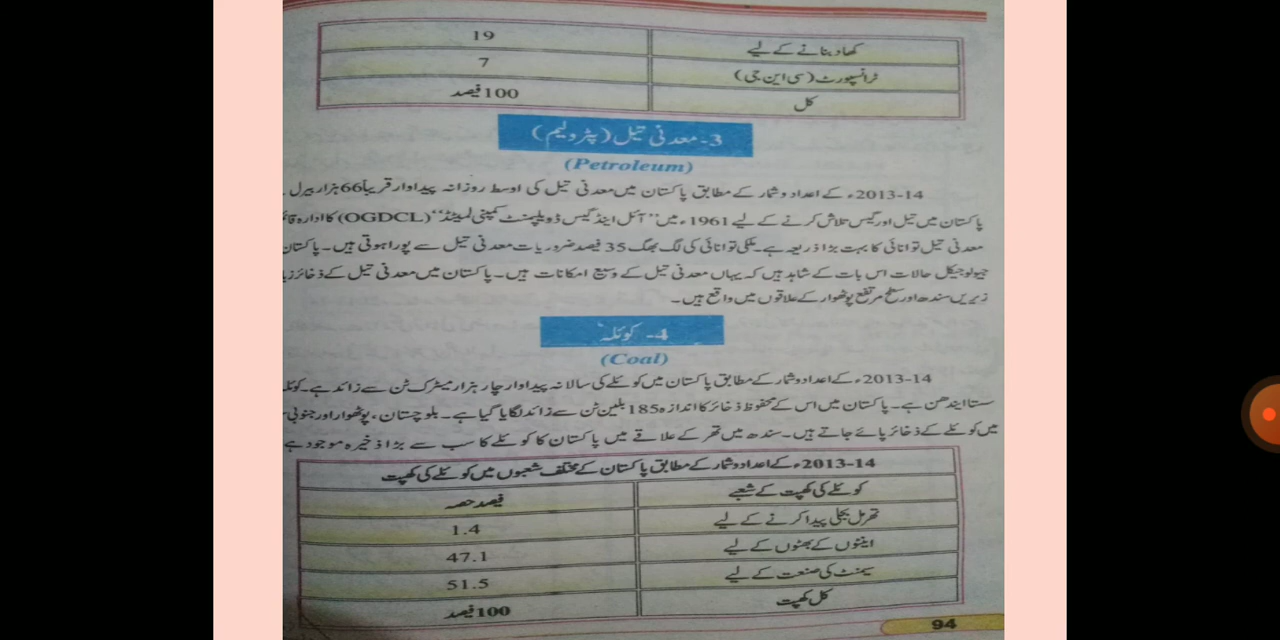 کھاد بنانے کے لیے 19
ٹرانسپورٹ (سی این جی) 7
کل 100 فیصد
3- معدنی تیل (پٹرولیم)
(Petroleum)
2013-14ء کے اعداد و شمار کے مطابق پاکستان میں معدنی تیل کی اوسط روزانہ پیداوار قریباً 66 ہزار بیرل
پاکستان میں تیل اور گیس تلاش کرنے کے لیے 1961ء میں ”آئل اینڈ گیس ڈویلپمنٹ کمپنی لمیٹڈ“ (OGDCL) کا ادارہ
معدنی تیل توانائی کا بہت بڑا ذریعہ ہے۔ ملکی توانائی کی لگ بھگ 35 فیصد ضروریات معدنی تیل سے پورا ہوتی ہیں۔ پاکستان
جیولوجیکل حالات اس بات کے شاہد ہیں کہ یہاں معدنی تیل کے وسیع امکانات ہیں۔ پاکستان میں معدنی تیل کے ذخائر
زیریں سندھ اور سطح مرتفع پوٹھوار کے علاقوں میں واقع ہیں۔
4- کوئلہ
(Coal)
2013-14ء کے اعداد و شمار کے مطابق پاکستان میں کوئلے کی سالانہ پیداوار چار ہزار میٹرک ٹن سے زائد ہے۔ کوئلہ
سستا ایندھن ہے۔ پاکستان میں اس کے محفوظ ذخائر کا اندازہ 185 بلین ٹن سے زائد لگایا گیا ہے۔ بلوچستان، پوٹھوار اور جنوبی
میں کوئلے کے ذخائر پائے جاتے ہیں۔ سندھ میں تھر کے علاقے میں پاکستان کا کوئلے کا سب سے بڑا ذخیرہ موجود ہے
2013-14ء کے اعداد و شمار کے مطابق پاکستان کے مختلف شعبوں میں کوئلے کی کھپت
کوئلے کی کھپت کے شعبے فیصد حصہ
تھرمل بجلی پیدا کرنے کے لیے 1.4
اینٹوں کے بھٹوں کے لیے 47.1
سیمنٹ کی صنعت کے لیے 51.5
کل کھپت 100 فیصد
94